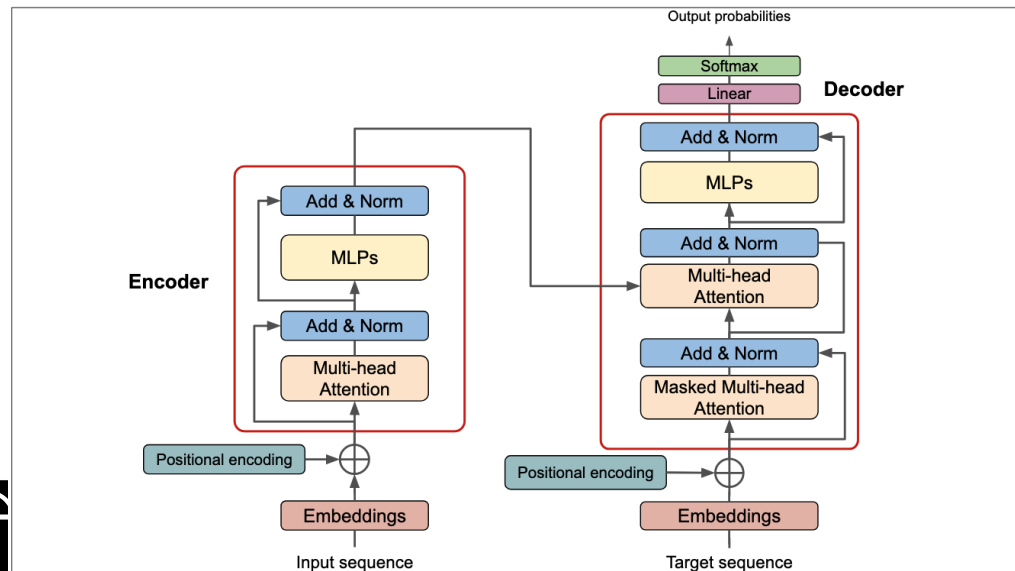 Output probabilities
Softmax
Linear
Decoder
Add & Norm
MLPs
Add & Norm
Multi-head
Attention
Add & Norm
Masked Multi-head
Attention
Positional encoding
Embeddings
Target sequence
Encoder
Add & Norm
MLPs
Add & Norm
Multi-head
Attention
Positional encoding
Embeddings
Input sequence